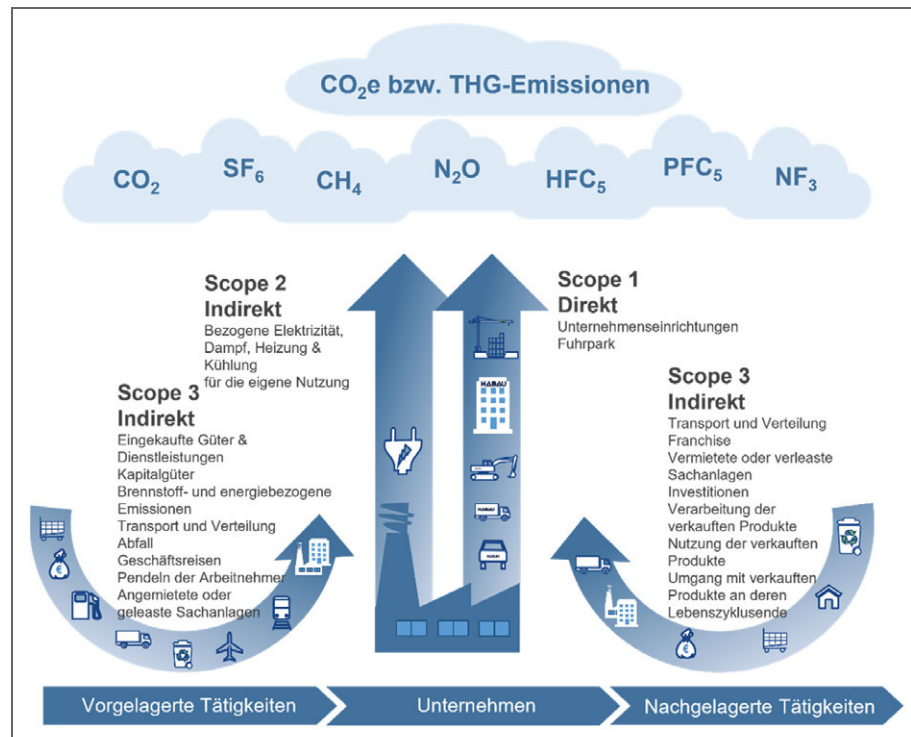 CO₂e bzw. THG-Emissionen
CO₂
SF₆
CH₄
N₂O
HFC₅
PFC₅
NF₃
Scope 2
Indirekt
Bezogene Elektrizität,
Dampf, Heizung &
Kühlung
für die eigene Nutzung
Scope 1
Direkt
Unternehmenseinrichtungen
Fuhrpark
Scope 3
Indirekt
Eingekaufte Güter &
Dienstleistungen
Kapitalgüter
Brennstoff- und energiebezogene
Emissionen
Transport und Verteilung
Abfall
Geschäftsreisen
Pendeln der Arbeitnehmer
Angemietete oder
geleaste Sachanlagen
HABAU
HABAU
Scope 3
Indirekt
Transport und Verteilung
Franchise
Vermietete oder verleaste
Sachanlagen
Investitionen
Verarbeitung der
verkauften Produkte
Nutzung der verkauften
Produkte
Umgang mit verkauften
Produkte an deren
Lebenszyklusende
€
€
Vorgelagerte Tätigkeiten
Unternehmen
Nachgelagerte Tätigkeiten